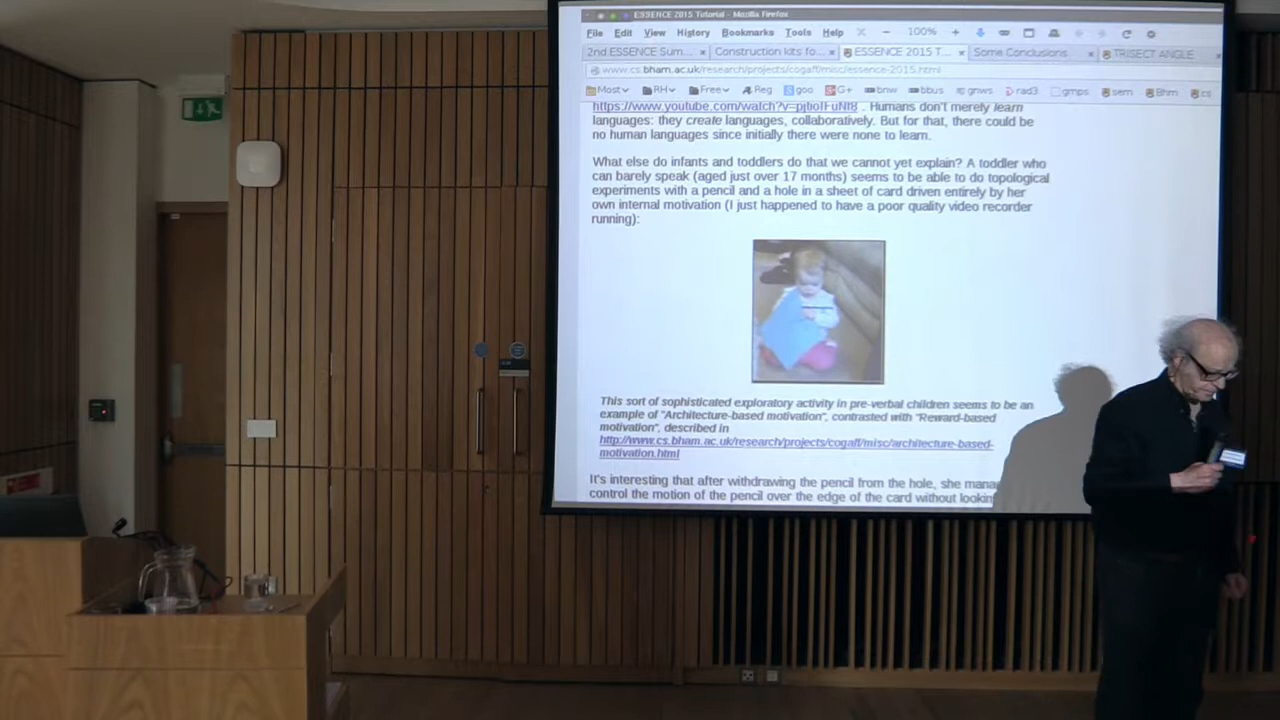 ESSENCE 2015 Tutorial - Mozilla Firefox
File Edit View History Bookmarks Tools Help 100%
2nd ESSENCE Sum... Construction kits fo... ESSENCE 2015 T... Some Conclusions TRISECT ANGLE
www.cs.bham.ac.uk/research/projects/cogaff/misc/essence-2015.html
Most RH Free Reg goo G+ bnw bbus gnws rad3 gmps sem Bhm cs
. Humans don't merely learn
languages: they create languages, collaboratively. But for that, there could be
no human languages since initially there were none to learn.
What else do infants and toddlers do that we cannot yet explain? A toddler who
can barely speak (aged just over 17 months) seems to be able to do topological
experiments with a pencil and a hole in a sheet of card driven entirely by her
own internal motivation (I just happened to have a poor quality video recorder
running):
This sort of sophisticated exploratory activity in pre-verbal children seems to be an
example of "Architecture-based motivation", contrasted with "Reward-based
motivation", described in
http://www.cs.bham.ac.uk/research/projects/cogaff/misc/architecture-based-
motivation.html
It's interesting that after withdrawing the pencil from the hole, she mana
control the motion of the pencil over the edge of the card without lookin